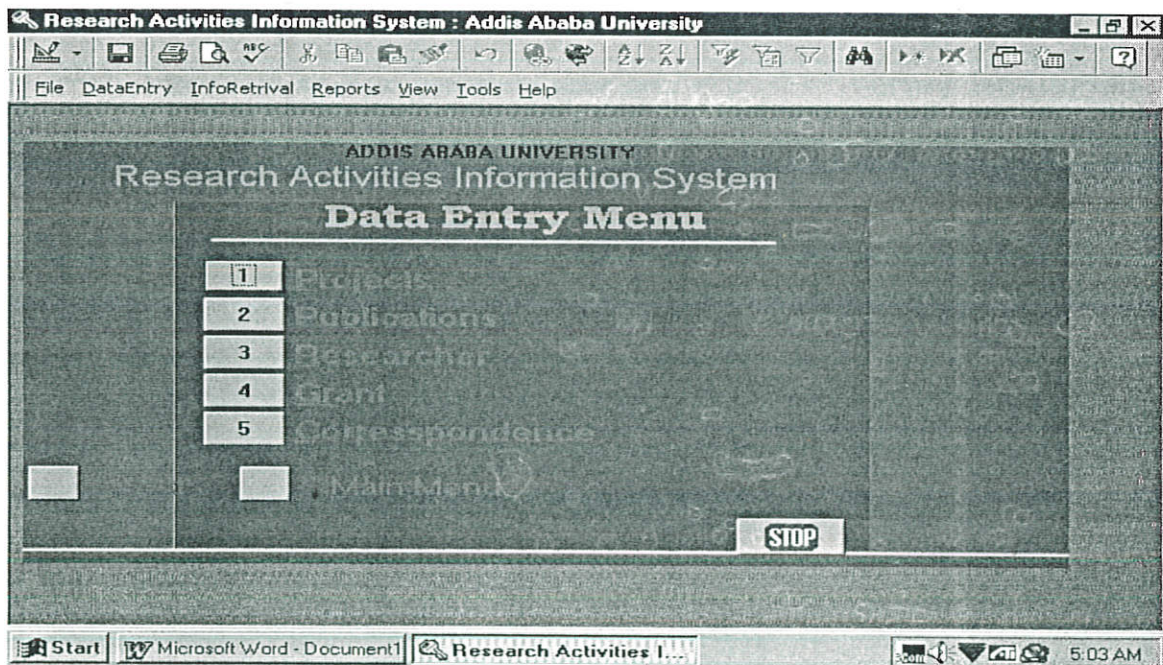 Research Activities Information System : Addis Ababa University
File DataEntry InfoRetrival Reports View Tools Help
ADDIS ABABA UNIVERSITY
Research Activities Information System
Data Entry Menu
1 Project
2 Publications
3 Researcher
4 Grant
5 Correspondence
Main Menu
STOP
Start Microsoft Word - Document1 Research Activities I... 5:03 AM